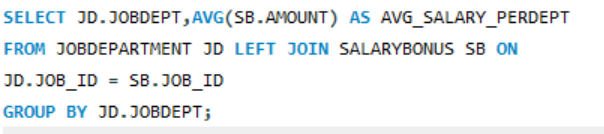 SELECT JD.JOBDEPT,AVG(SB.AMOUNT) AS AVG_SALARY_PERDEPT
FROM JOBDEPARTMENT JD LEFT JOIN SALARYBONUS SB ON
JD.JOB_ID = SB.JOB_ID
GROUP BY JD.JOBDEPT;